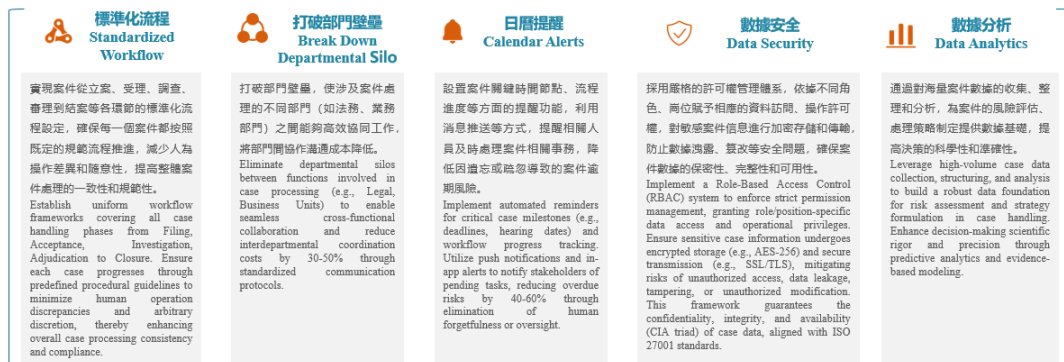 標準化流程
Standardized
Workflow
實現案件從立案、受理、調查、
審理到結案等各環節的標準化流
程設定，確保每一個案件都按照
既定的規範流程推進，減少人為
操作差異和隨意性，提高整體案
件處理的一致性和規範性。
Establish uniform workflow
frameworks covering all case
handling phases from Filing,
Acceptance, Investigation,
Adjudication to Closure. Ensure
each case progresses through
predefined procedural guidelines to
minimize human operation
discrepancies and arbitrary
discretion, thereby enhancing
overall case processing consistency
and compliance.
打破部門壁壘
Break Down
Departmental Silo
打破部門壁壘，使涉及案件處
理的不同部門（如法務、業務
部門）之間能夠高效協同工作，
將部門間協作溝通成本降低。
Eliminate departmental silos
between functions involved in
case processing (e.g., Legal,
Business Units) to enable
seamless cross-functional
collaboration and reduce
interdepartmental coordination
costs by 30-50% through
standardized communication
protocols.
日曆提醒
Calendar Alerts
設置案件關鍵時間節點、流程
進度等方面的提醒功能，利用
消息推送等方式，提醒相關人
員及時處理案件相關事務，降
低因遺忘或疏忽導致的案件逾
期風險。
Implement automated reminders
for critical case milestones (e.g.,
deadlines, hearing dates) and
workflow progress tracking.
Utilize push notifications and in-
app alerts to notify stakeholders of
pending tasks, reducing overdue
risks by 40-60% through
elimination of human
forgetfulness or oversight.
數據安全
Data Security
採用嚴格的許可權管理體系，依據不同角
色、崗位賦予相應的資料訪問、操作許可
權，對敏感案件信息進行加密存儲和傳輸，
防止數據洩露、篡改等安全問題，確保案
件數據的保密性、完整性和可用性。
Implement a Role-Based Access Control
(RBAC) system to enforce strict permission
management, granting role/position-specific
data access and operational privileges.
Ensure sensitive case information undergoes
encrypted storage (e.g., AES-256) and secure
transmission (e.g., SSL/TLS), mitigating
risks of unauthorized access, data leakage,
tampering, or unauthorized modification.
This framework guarantees the
confidentiality, integrity, and availability
(CIA triad) of case data, aligned with ISO
27001 standards.
數據分析
Data Analytics
通過對海量案件數據的收集、整
理和分析，為案件的風險評估、
處理策略制定提供數據基礎，提
高決策的科學性和準確性。
Leverage high-volume case data
collection, structuring, and analysis
to build a robust data foundation
for risk assessment and strategy
formulation in case handling.
Enhance decision-making scientific
rigor and precision through
predictive analytics and evidence-
based modeling.